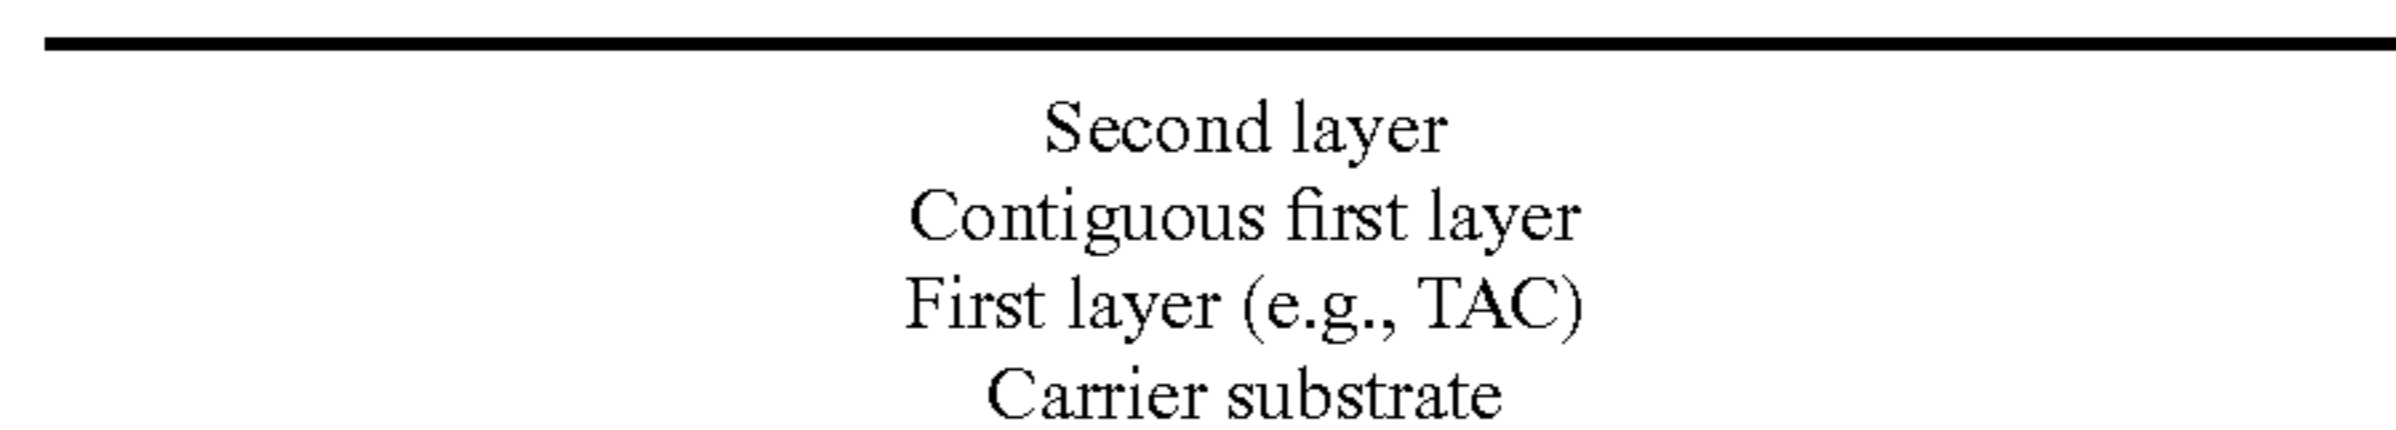 Second layer
Contiguous first layer
First layer (e.g., TAC)
Carrier substrate